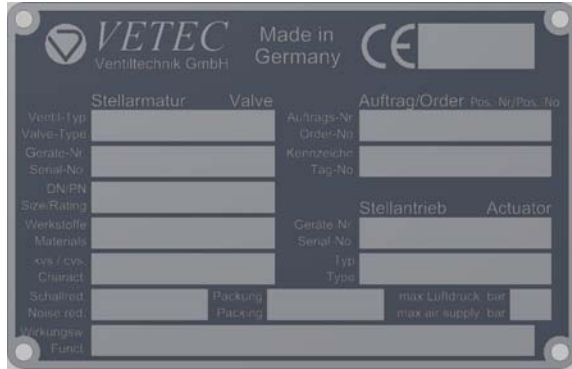 VETEC
Ventiltechnik GmbH
Made in
Germany
CE
Stellarmatur Valve
Ventil-Typ
Valve-Type
Geräte-Nr.
Serial-No.
DN/PN
Size/Rating
Werkstoffe
Materials
kvs / cvs
Charact.
Auftrag/Order Pos.-Nr/Pos.-No
Auftrags-Nr
Order-No.
Kennzeichn
Tag-No.
Stellantrieb Actuator
Geräte-Nr.
Serial-No.
Typ
Type
Schallred.
Noise red.
Packung
Packing
max Luftdruck, bar
max air supply, bar
Wirkungsw.
Funct.